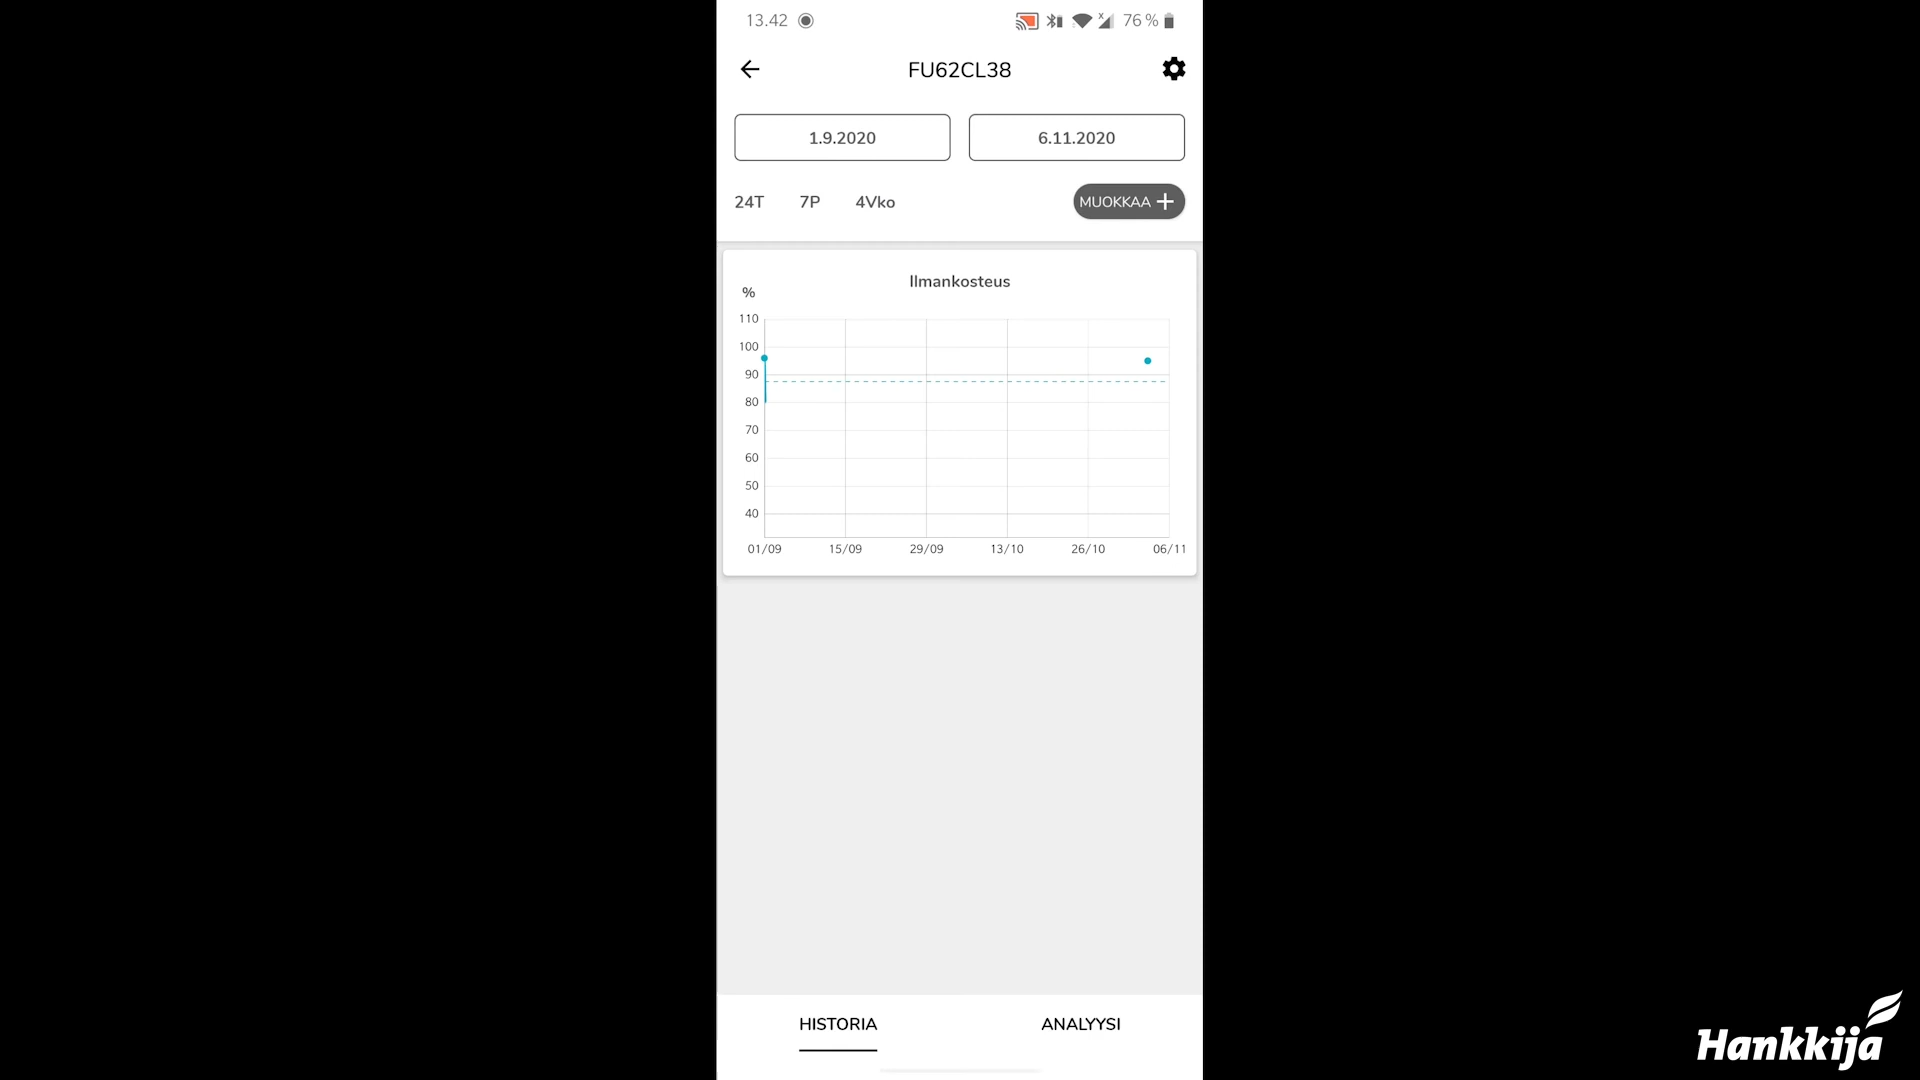 13.42
76 %
FU62CL38
1.9.2020 6.11.2020
24T 7P 4Vko MUOKKAA
Ilmankosteus
%
110
100
90
80
70
60
50
40
01/09 15/09 29/09 13/10 26/10 06/11
HISTORIA ANALYYSI
Hankkija